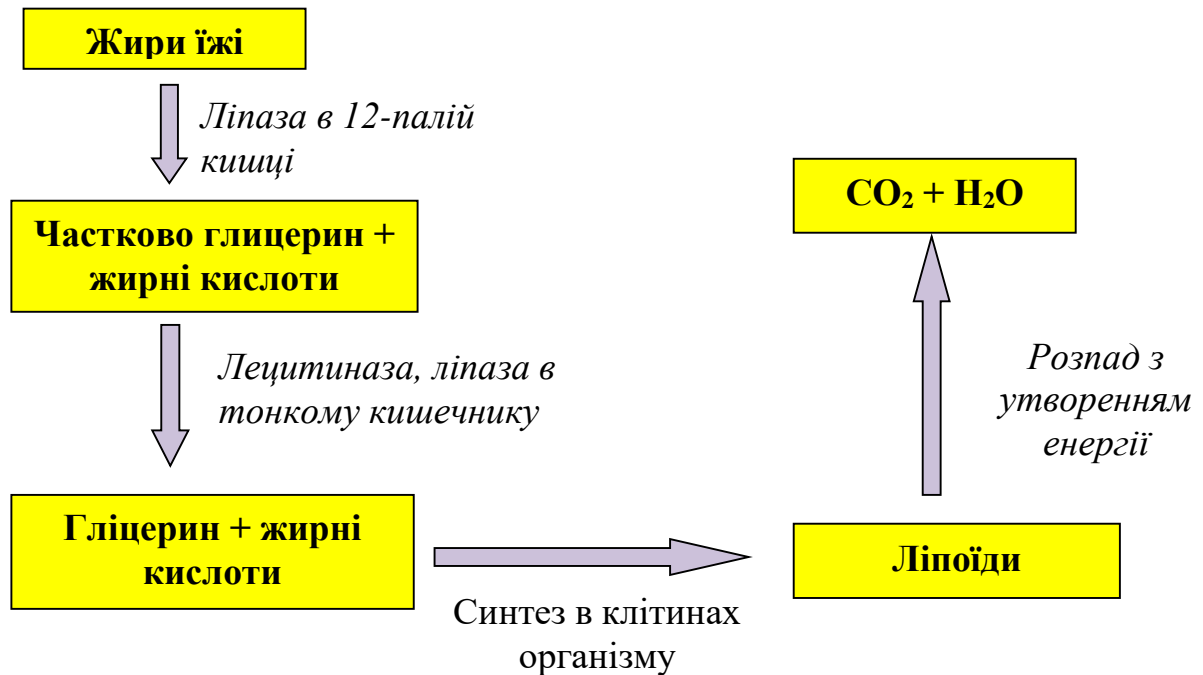 Жири їжі
Ліпаза в 12-палій
кишці
Частково глицерин +
жирні кислоти
Лецитиназа, ліпаза в
тонкому кишечнику
Гліцерин + жирні
кислоти
Синтез в клітинах
організму
Ліпоїди
Розпад з
утворенням
енергії
CO₂ + H₂O